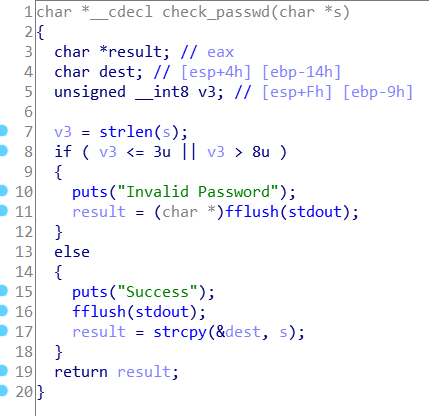 1 char *__cdecl check_passwd(char *s)
2 {
3 char *result; // eax
4 char dest; // [esp+4h] [ebp-14h]
5 unsigned __int8 v3; // [esp+Fh] [ebp-9h]
6
7 v3 = strlen(s);
8 if ( v3 <= 3u || v3 > 8u )
9 {
10 puts("Invalid Password");
11 result = (char *)fflush(stdout);
12 }
13 else
14 {
15 puts("Success");
16 fflush(stdout);
17 result = strcpy(&dest, s);
18 }
19 return result;
20 }